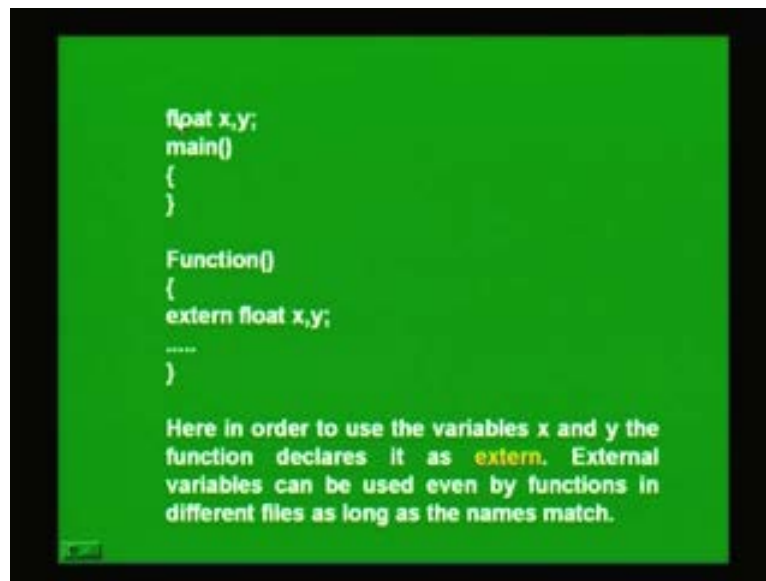 float x,y;
main()
{
}
Function()
{
extern float x,y;
.....
}
Here in order to use the variables x and y the
function declares it as extern. External
variables can be used even by functions in
different files as long as the names match.